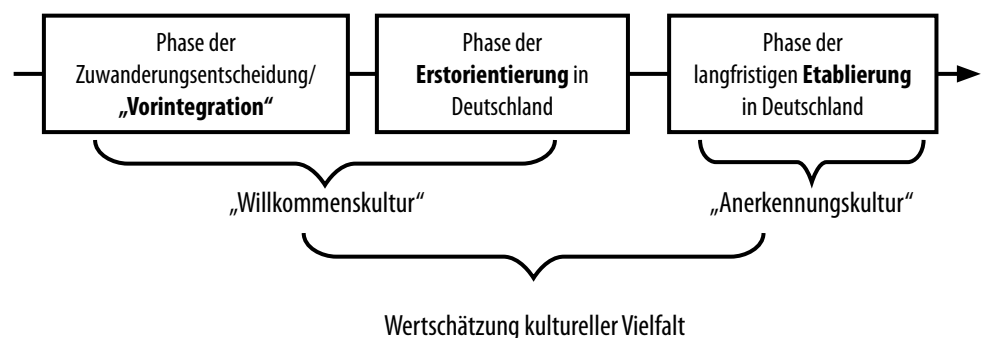 Phase der
Zuwanderungsentscheidung/
„Vorintegration“
Phase der
Erstorientierung in
Deutschland
Phase der
langfristigen Etablierung
in Deutschland
„Willkommenskultur“
„Anerkennungskultur“
Wertschätzung kultureller Vielfalt